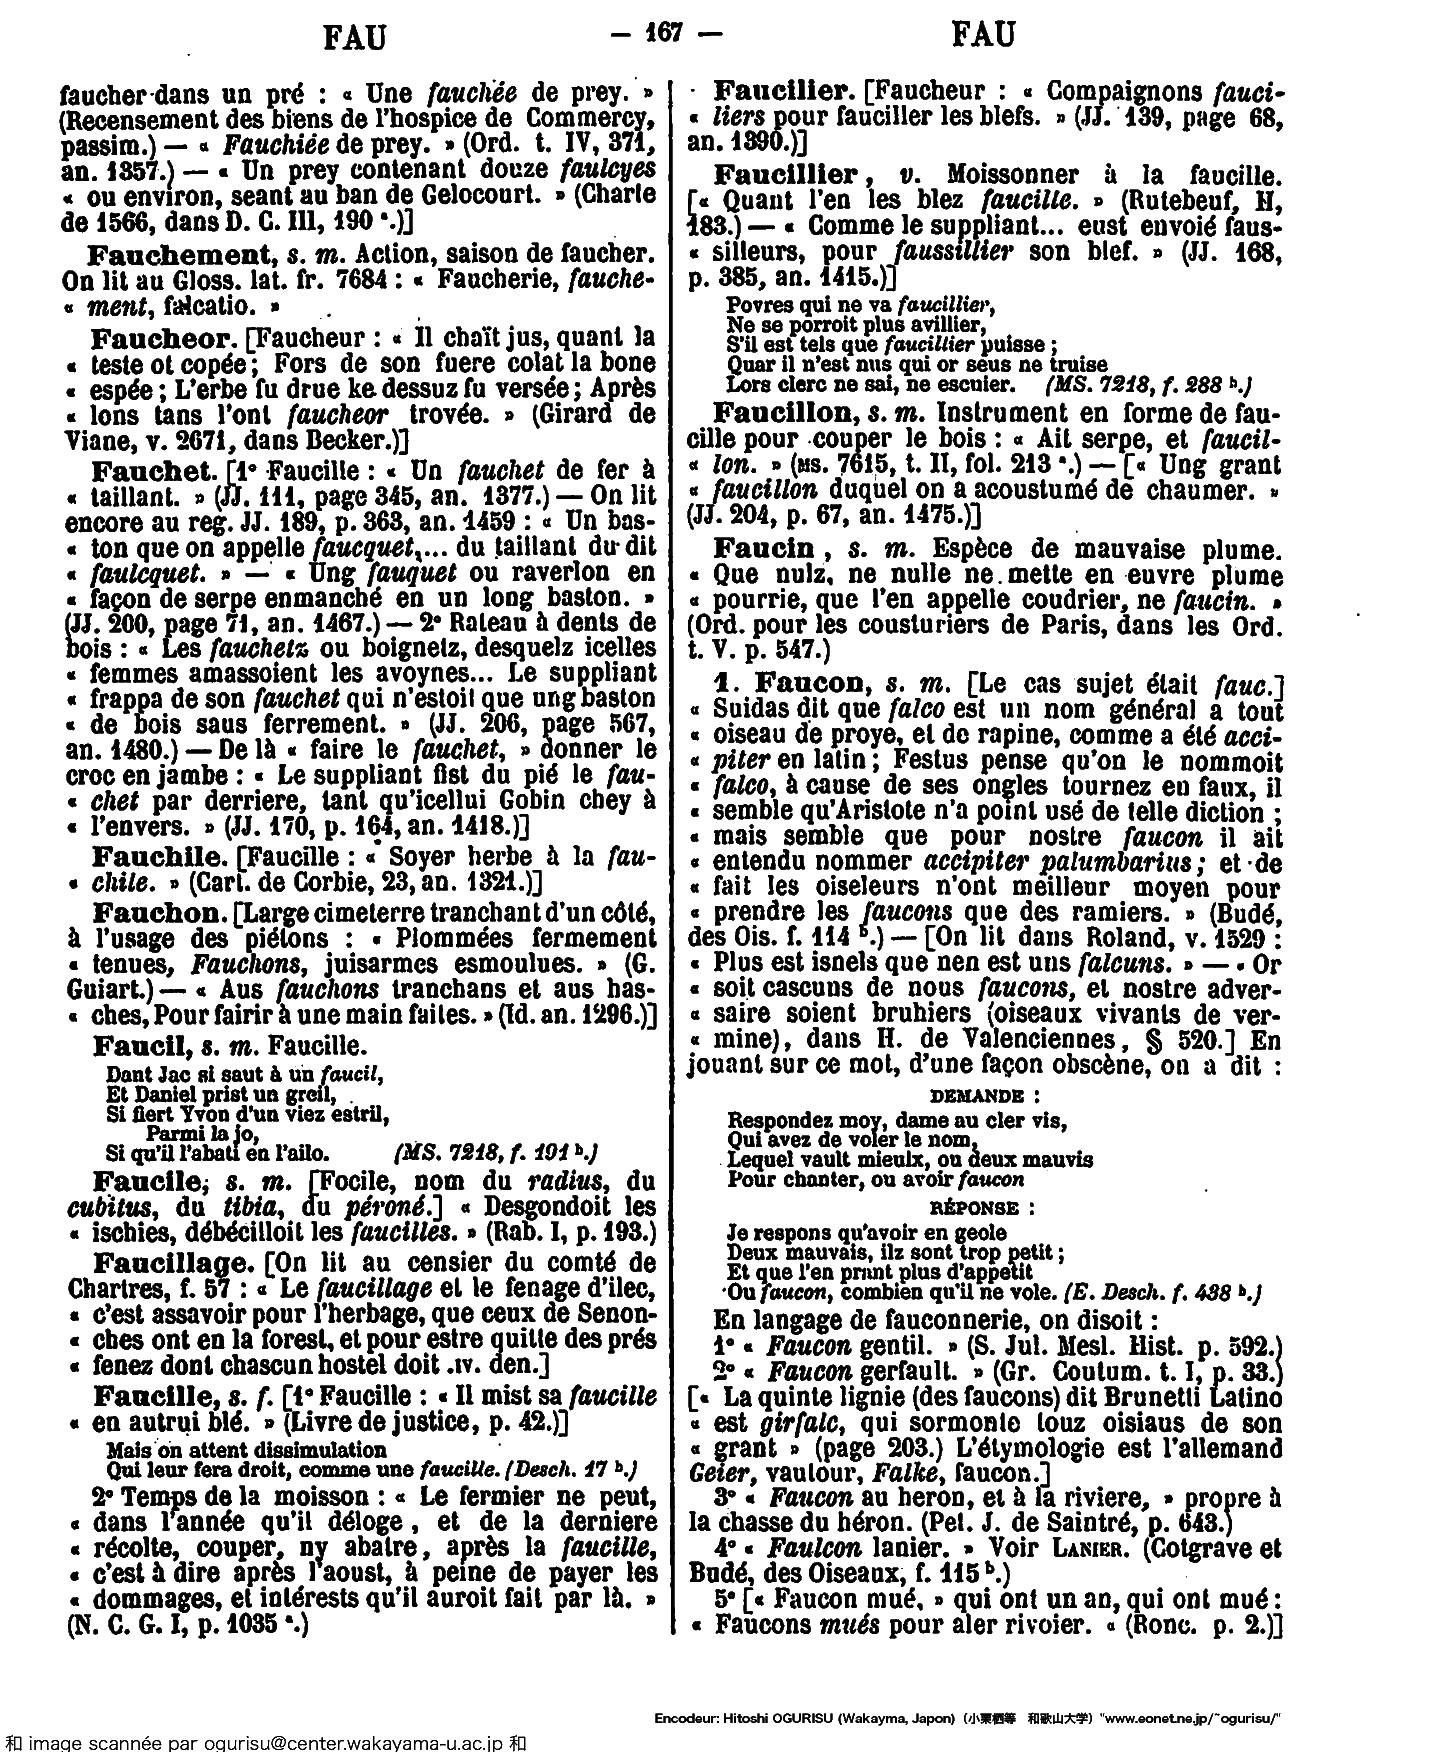 FAU
— 167 —
FAU
faucher dans un pré : « Une fauchée de prey. »
(Recensement des biens de l'hospice de Commercy,
passim.) — « Fauchiée de prey. » (Ord. t. IV, 371,
an. 1357.) — « Un prey contenant douze faulcyes
« ou environ, seant au ban de Gelocourt. » (Charte
de 1566, dans D. C. III, 190 ª.)]
Fauchement, s. m. Action, saison de faucher.
On lit au Gloss. lat. fr. 7684 : « Faucherie, fauche-
« ment, falcatio. »
Faucheor. [Faucheur : « Il chaït jus, quant la
« teste ot copée ; Fors de son fuere colat la bone
« espée ; L'erbe fu drue ke dessuz fu versée ; Après
« lons tans l'ont faucheor trovée. » (Girard de
Viane, v. 2671, dans Becker.)]
Fauchet. [1º Faucille : « Un fauchet de fer à
« taillant. » (JJ. 111, page 345, an. 1377.) — On lit
encore au reg. JJ. 189, p. 363, an. 1459 : « Un bas-
« ton que on appelle faucquet,... du taillant du dit
« faulcquet. » — « Ung fauquet ou raverlon en
« façon de serpe enmanché en un long baston. »
(JJ. 200, page 71, an. 1467.) — 2º Rateau à dents de
bois : « Les fauchetz ou boignetz, desquelz icelles
« femmes amassoient les avoynes... Le suppliant
« frappa de son fauchet qui n'estoit que ung baston
« de bois sans ferrement. » (JJ. 206, page 567,
an. 1480.) — De là « faire le fauchet, » donner le
croc en jambe : « Le suppliant fist du pié le fau-
« chet par derriere, tant qu'icellui Gobin chey à
« l'envers. » (JJ. 170, p. 164, an. 1418.)]
Fauchile. [Faucille : « Soyer herbe à la fau-
« chile. » (Cart. de Corbie, 23, an. 1321.)]
Fauchon. [Large cimeterre tranchant d'un côté,
à l'usage des piétons : « Plommées fermement
« tenues, Fauchons, juisarmes esmoulues. » (G.
Guiart.) — « Aus fauchons tranchans et aus has-
« ches, Pour fairir à une main faites. » (Id. an. 1296.)]
Faucil, s. m. Faucille.
Dant Jac si saut à un faucil,
Et Daniel prist un greil,
Si fiert Yvon d'un viez estril,
Parmi la jo,
Si qu'il l'abati en l'ailo. (MS. 7218, f. 191 b.)
Faucile, s. m. [Focile, nom du radius, du
cubitus, du tibia, du péroné.] « Desgondoit les
« ischies, débécilloit les faucilles. » (Rab. I, p. 193.)
Faucillage. [On lit au censier du comté de
Chartres, f. 57 : « Le faucillage et le fenage d'ilec,
« c'est assavoir pour l'herbage, que ceux de Senon-
« ches ont en la forest, et pour estre quitte des prés
« fenez dont chascun hostel doit .IV. den.]
Faucille, s. f. [1º Faucille : « Il mist sa faucille
« en autrui blé. » (Livre de justice, p. 42.)]
Mais on attent dissimulation
Qui leur fera droit, comme une faucille. (Desch. 17 b.)
2º Temps de la moisson : « Le fermier ne peut,
« dans l'année qu'il déloge, et de la derniere
« récolte, couper, ny abatre, après la faucille,
« c'est à dire après l'aoust, à peine de payer les
« dommages, et intérests qu'il auroit fait par là. »
(N. C. G. I, p. 1035 ª.)
Faucilier. [Faucheur : « Compaignons fauci-
« liers pour fauciller les blefs. » (JJ. 139, page 68,
an. 1390.)]
Faucillier, v. Moissonner à la faucille.
[« Quant l'en les blez faucille. » (Rutebeuf, II,
183.) — « Comme le suppliant... eust envoié faus-
« silleurs, pour faussillier son blef. » (JJ. 168,
p. 385, an. 1415.)]
Povres qui ne va faucillier,
Ne se porroit plus avillier,
S'il est tels que faucillier puisse ;
Quar il n'est nus qui or seus ne truise
Lors clerc ne sai, ne escuier. (MS. 7218, f. 288 b.)
Faucillon, s. m. Instrument en forme de fau-
cille pour couper le bois : « Ait serpe, et faucil-
« lon. » (MS. 7615, t. II, fol. 213 ª.) — [« Ung grant
« faucillon duquel on a acoustumé de chaumer. »
(JJ. 204, p. 67, an. 1475.)]
Faucin, s. m. Espèce de mauvaise plume.
« Que nulz, ne nulle ne mette en euvre plume
« pourrie, que l'en appelle coudrier, ne faucin. »
(Ord. pour les cousturiers de Paris, dans les Ord.
t. V. p. 547.)
1. Faucon, s. m. [Le cas sujet était fauc.]
« Suidas dit que falco est un nom général a tout
« oiseau de proye, et de rapine, comme a été acci-
« piter en latin ; Festus pense qu'on le nommoit
« falco, à cause de ses ongles tournez en faux, il
« semble qu'Aristote n'a point usé de telle diction ;
« mais semble que pour nostre faucon il ait
« entendu nommer accipiter palumbarius ; et de
« fait les oiseleurs n'ont meilleur moyen pour
« prendre les faucons que des ramiers. » (Budé,
des Ois. f. 114 b.) — [On lit dans Roland, v. 1529 :
« Plus est isnels que nen est uns falcuns. » — « Or
« soit cascuns de nous faucons, et nostre adver-
« saire soient bruhiers (oiseaux vivants de ver-
« mine), dans H. de Valenciennes, § 520.] En
jouant sur ce mot, d'une façon obscène, on a dit :
DEMANDE :
Respondez moy, dame au cler vis,
Qui avez de voler le nom,
Lequel vault mieulx, ou deux mauvis
Pour chanter, ou avoir faucon
RÉPONSE :
Je respons qu'avoir en geole
Deux mauvais, ilz sont trop petit ;
Et que l'en prant plus d'appetit
Ou faucon, combien qu'il ne vole. (E. Desch. f. 438 b.)
En langage de fauconnerie, on disoit :
1º « Faucon gentil. » (S. Jul. Mesl. Hist. p. 592.)
2º « Faucon gerfault. » (Gr. Coutum. t. I, p. 33.)
[« La quinte lignie (des faucons) dit Brunetti Latino
« est girfalc, qui sormonte touz oisiaus de son
« grant » (page 203.) L'étymologie est l'allemand
Geier, vautour, Falke, faucon.]
3º « Faucon au heron, et à la riviere, » propre à
la chasse du héron. (Pet. J. de Saintré, p. 643.)
4º « Faulcon lanier. » Voir LANIER. (Cotgrave et
Budé, des Oiseaux, f. 115 b.)
5º [« Faucon mué, » qui ont un an, qui ont mué :
« Faucons mués pour aler rivoier. « (Ronc. p. 2.)]
Encodeur: Hitoshi OGURISU (Wakayma, Japon) (小栗栖等 和歌山大学) "www.eonet.ne.jp/~ogurisu/"
和 image scannée par ogurisu@center.wakayama-u.ac.jp 和